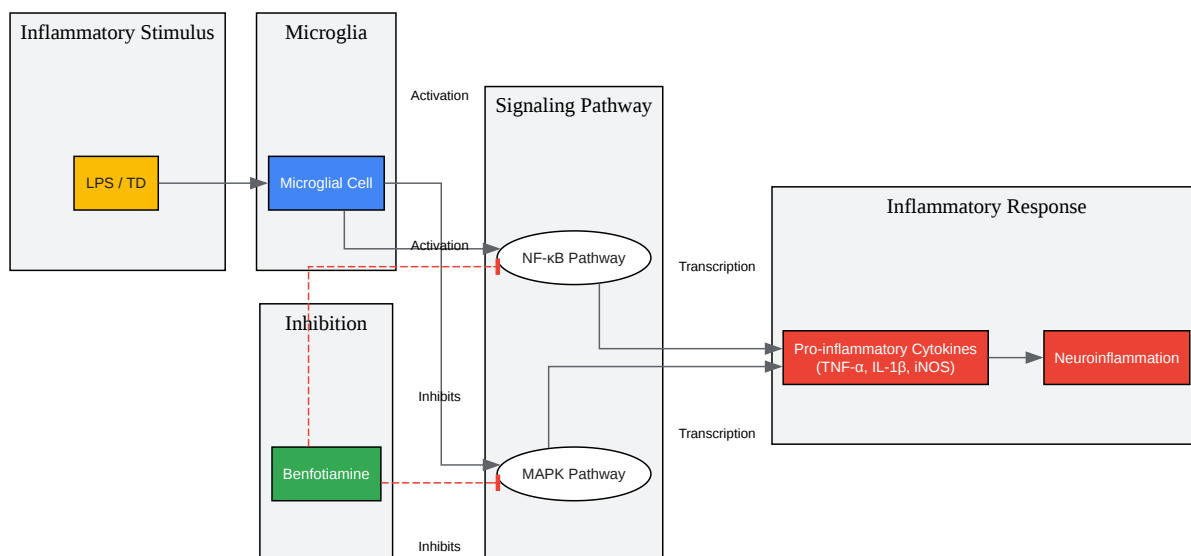 Inflammatory Stimulus
Microglia
Activation
Signaling Pathway
LPS / TD
Microglial Cell
Inflammatory Response
Activation
NF-κB Pathway
Transcription
Inhibition
Pro-inflammatory Cytokines
(TNF-α, IL-1β, iNOS)
Neuroinflammation
Inhibits
Transcription
Benfotiamine
MAPK Pathway
Inhibits